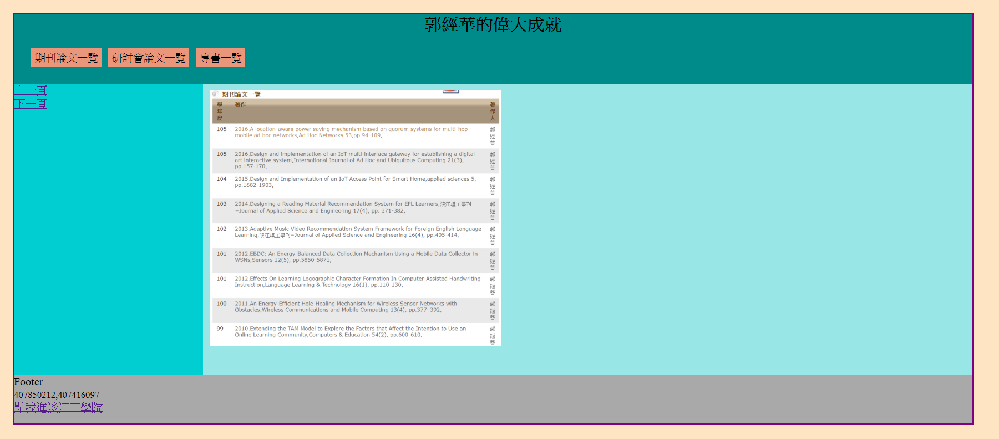 郭經華的偉大成就
期刊論文一覽 研討會論文一覽 專書一覽
上一頁
下一頁
期刊論文一覽
學年度 著作 著作人
105 2016,A location-aware power saving mechanism based on quorum systems for multi-hop
mobile ad hoc networks,Ad Hoc Networks 53,pp 94-109,
郭經華
105 2016,Design and implementation of an IoT multi-interface gateway for establishing a digital
art interactive system,International Journal of Ad Hoc and Ubiquitous Computing 21(3),
pp.157-170,
郭經華
104 2015,Design and Implementation of an IoT Access Point for Smart Home,applied sciences 5,
pp.1882-1903,
郭經華
103 2014,Designing a Reading Material Recommendation System for EFL Learners,淡江理工學刊
=Journal of Applied Science and Engineering 17(4), pp. 371-382,
郭經華
102 2013,Adaptive Music Video Recommendation System Framework for Foreign English Language
Learning,淡江理工學刊=Journal of Applied Science and Engineering 16(4), pp.405-414,
郭經華
101 2012,EBDC: An Energy-Balanced Data Collection Mechanism Using a Mobile Data Collector in
WSNs,Sensors 12(5), pp.5850-5871,
郭經華
101 2012,Effects On Learning Logographic Character Formation In Computer-Assisted Handwriting
Instruction,Language Learning & Technology 16(1), pp.110-130,
郭經華
100 2011,An Energy-Efficient Hole-Healing Mechanism for Wireless Sensor Networks with
Obstacles,Wireless Communications and Mobile Computing 13(4), pp.377–392,
郭經華
99 2010,Extending the TAM Model to Explore the Factors that Affect the Intention to Use an
Online Learning Community,Computers & Education 54(2), pp.600-610,
郭經華
Footer
407850212,407416097
點我進淡江工學院